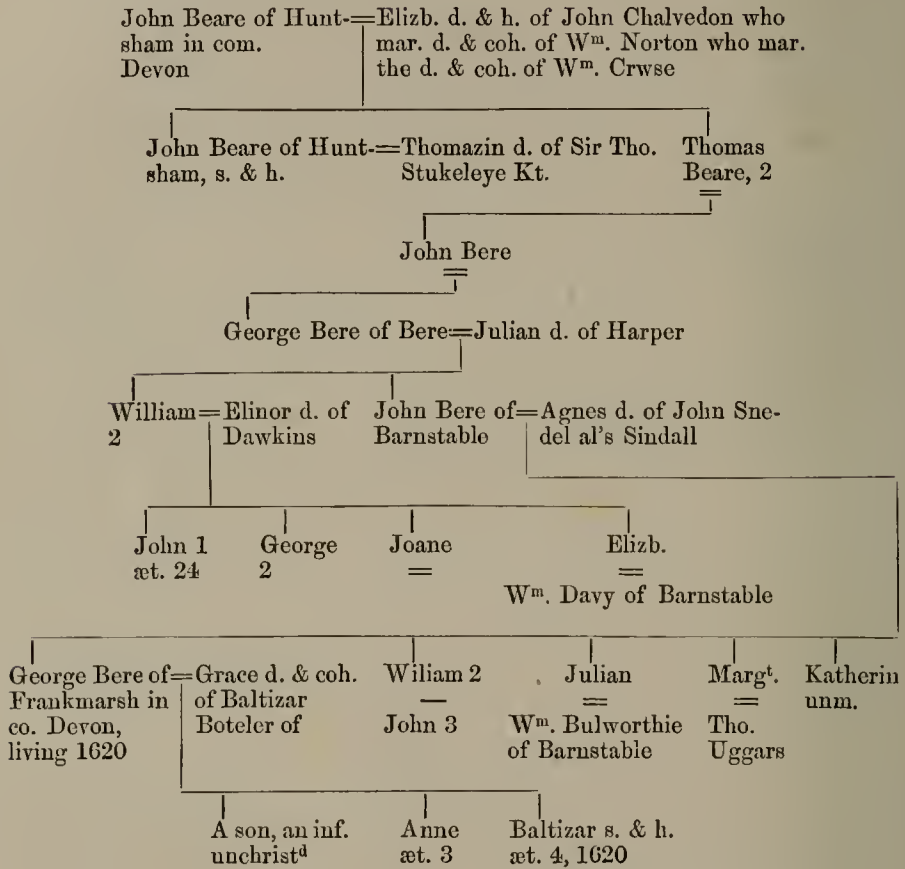 John Beare of Hunt-=Elizb. d. & h. of John Chalvedon who
sham in com. mar. d. & coh. of Wm. Norton who mar.
Devon the d. & coh. of Wm. Crwse
John Beare of Hunt-=Thomazin d. of Sir Tho. Thomas
sham, s. & h. Stukeleye Kt. Beare, 2
=
John Bere
=
George Bere of Bere=Julian d. of Harper
William=Elinor d. of John Bere of=Agnes d. of John Sne-
2 Dawkins Barnstable del al's Sindall
John 1 George Joane Elizb.
æt. 24 2 = =
Wm. Davy of Barnstable
George Bere of=Grace d. & coh. Wiliam 2 Julian Margt. Katherin
Frankmarsh in of Baltizar — = = unm.
co. Devon, Boteler of John 3 Wm. Bulworthie Tho.
living 1620 of Barnstable Uggars
A son, an inf. Anne Baltizar s. & h.
unchristd æt. 3 æt. 4, 1620